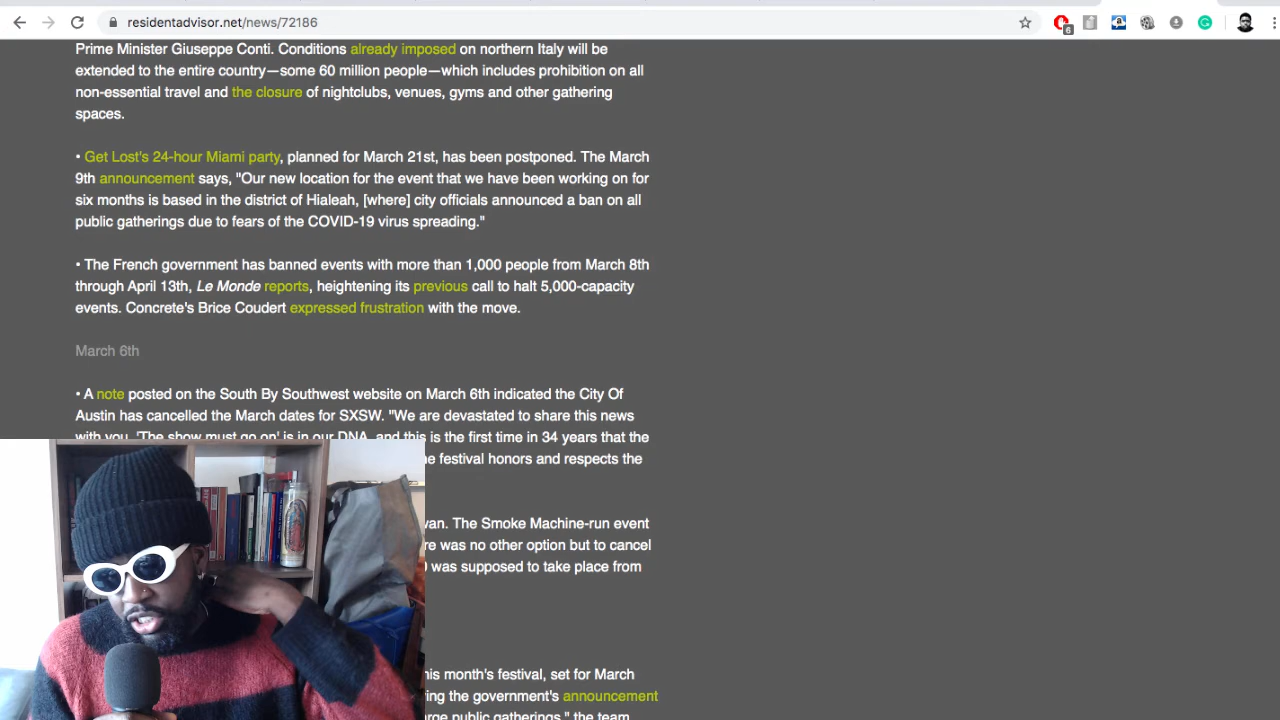 residentadvisor.net/news/72186
6
Prime Minister Giuseppe Conti. Conditions already imposed on northern Italy will be
extended to the entire country—some 60 million people—which includes prohibition on all
non-essential travel and the closure of nightclubs, venues, gyms and other gathering
spaces.
• Get Lost's 24-hour Miami party, planned for March 21st, has been postponed. The March
9th announcement says, "Our new location for the event that we have been working on for
six months is based in the district of Hialeah, [where] city officials announced a ban on all
public gatherings due to fears of the COVID-19 virus spreading."
• The French government has banned events with more than 1,000 people from March 8th
through April 13th, Le Monde reports, heightening its previous call to halt 5,000-capacity
events. Concrete's Brice Coudert expressed frustration with the move.
March 6th
• A note posted on the South By Southwest website on March 6th indicated the City Of
Austin has cancelled the March dates for SXSW. "We are devastated to share this news
with you. 'The show must go on' is in our DNA, and this is the first time in 34 years that the
festival honors and respects the
The Smoke Machine-run event
was no other option but to cancel
was supposed to take place from
month's festival, set for March
the government's announcement
public gatherings," the team